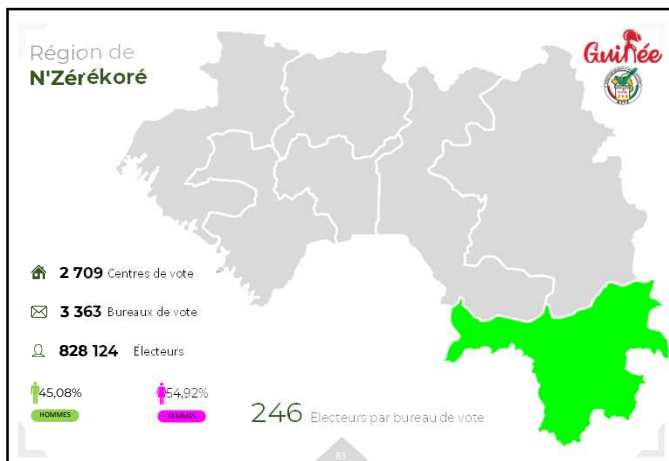 Région de
N'Zérékoré
Guinée
2 709 Centres de vote
3 363 Bureaux de vote
828 124 Électeurs
45,08%
54,92%
HOMMES
FEMMES
246 Electeurs par bureau de vote
83